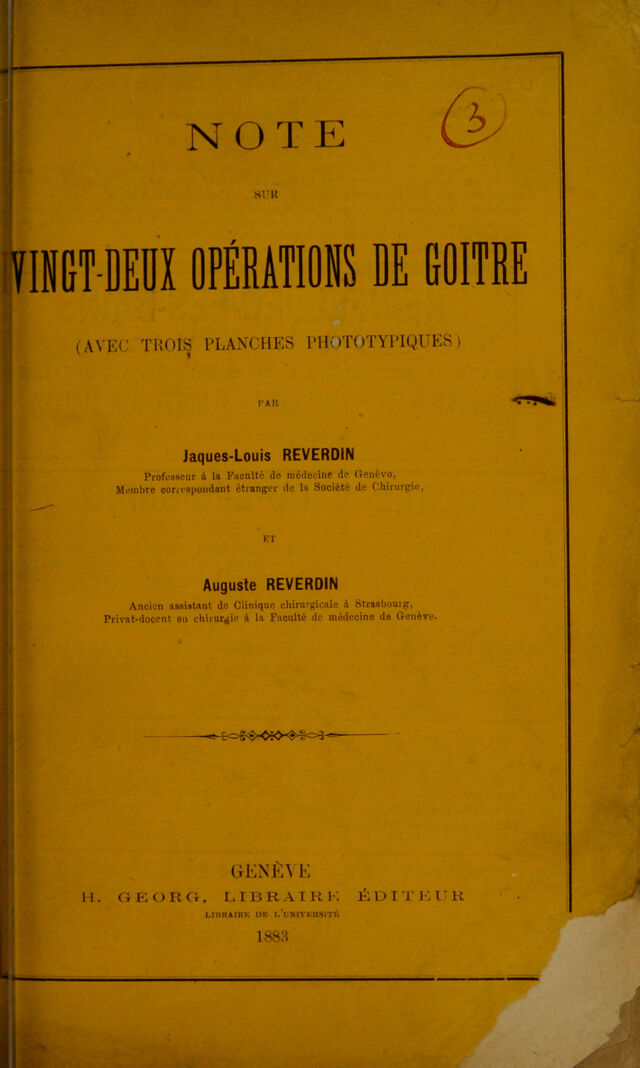 3
NOTE
SUR
VINGT-DEUX OPÉRATIONS DE GOITRE
(AVEC TROIS PLANCHES PHOTOTYPIQUES)
PAR
Jaques-Louis REVERDIN
Professeur à la Faculté de médecine de Genève,
Membre correspondant étranger de la Société de Chirurgie,
ET
Auguste REVERDIN
Ancien assistant de Clinique chirurgicale à Strasbourg,
Privat-docent en chirurgie à la Faculté de médecine de Genève.
GENÈVE
H. GEORG, LIBRAIRE ÉDITEUR
LIBRAIRE DE L'UNIVERSITÉ
1883